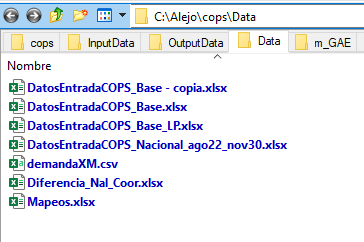 C:\Alejo\cops\Data
cops InputData OutputData Data m_GAE
Nombre
DatosEntradaCOPS_Base - copia.xlsx
DatosEntradaCOPS_Base.xlsx
DatosEntradaCOPS_Base_LP.xlsx
DatosEntradaCOPS_Nacional_ago22_nov30.xlsx
demandaXM.csv
Diferencia_Nal_Coor.xlsx
Mapeos.xlsx